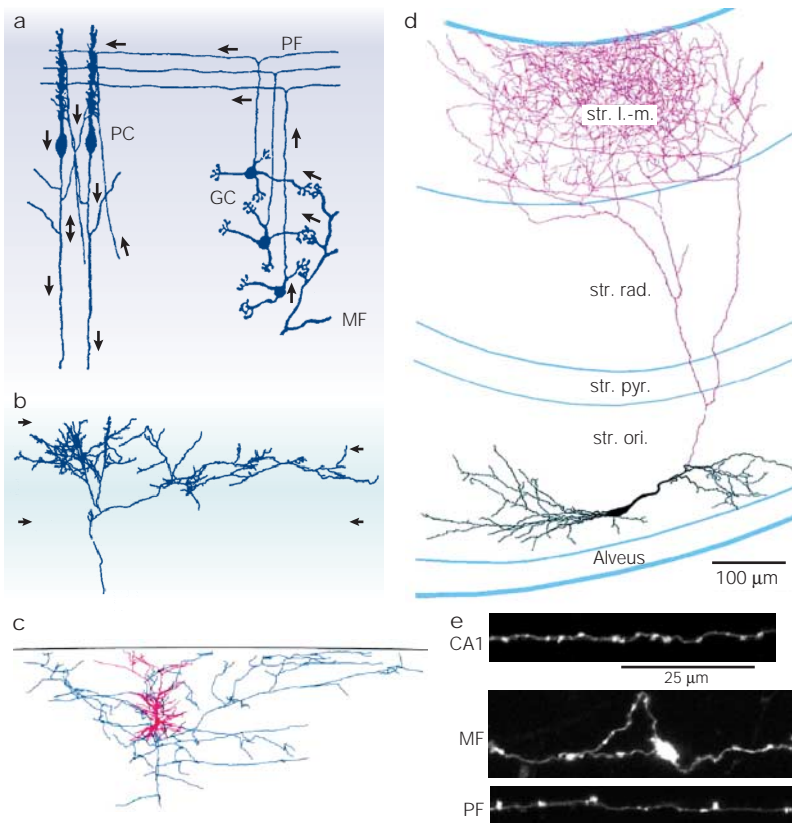 a
PF
PC
GC
MF
b
c
d
str. l.-m.
str. rad.
str. pyr.
str. ori.
Alveus
100 μm
e
CA1
25 μm
MF
PF